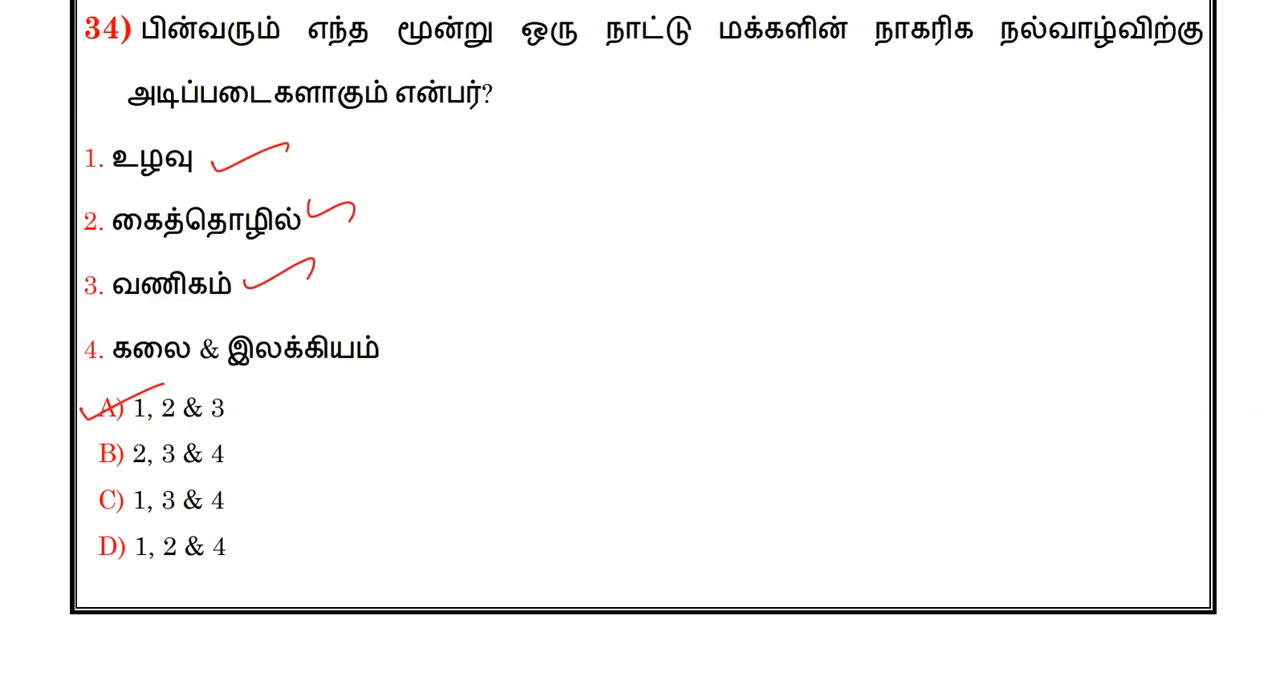 34) பின்வரும் எந்த மூன்று ஒரு நாட்டு மக்களின் நாகரிக நல்வாழ்விற்கு
அடிப்படைகளாகும் என்பர்?
1. உழவு
2. கைத்தொழில்
3. வணிகம்
4. கலை & இலக்கியம்
A) 1, 2 & 3
B) 2, 3 & 4
C) 1, 3 & 4
D) 1, 2 & 4